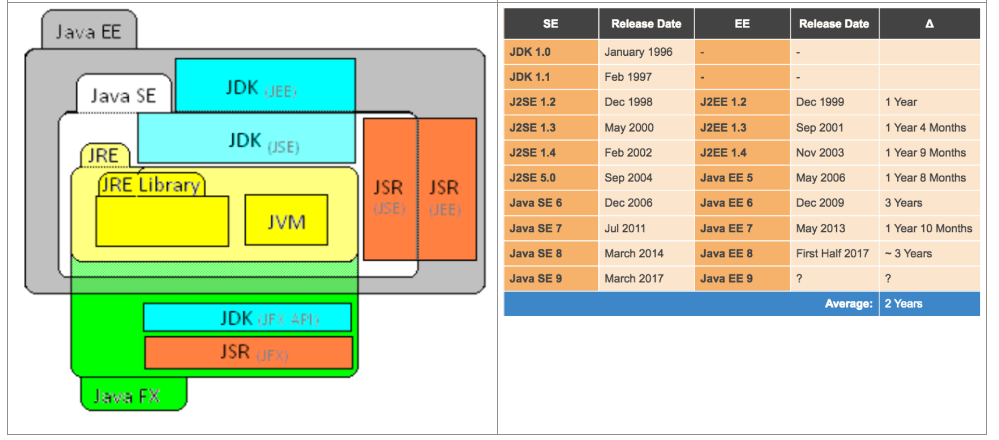 Java EE
JDK (JEE)
Java SE
JDK (JSE)
JRE
JRE Library
JVM
JSR
(JSE)
JSR
(JEE)
JDK (JFX API)
JSR (JFX)
Java FX
SE Release Date EE Release Date Δ
JDK 1.0 January 1996 - -
JDK 1.1 Feb 1997 - -
J2SE 1.2 Dec 1998 J2EE 1.2 Dec 1999 1 Year
J2SE 1.3 May 2000 J2EE 1.3 Sep 2001 1 Year 4 Months
J2SE 1.4 Feb 2002 J2EE 1.4 Nov 2003 1 Year 9 Months
J2SE 5.0 Sep 2004 Java EE 5 May 2006 1 Year 8 Months
Java SE 6 Dec 2006 Java EE 6 Dec 2009 3 Years
Java SE 7 Jul 2011 Java EE 7 May 2013 1 Year 10 Months
Java SE 8 March 2014 Java EE 8 First Half 2017 ~ 3 Years
Java SE 9 March 2017 Java EE 9 ? ?
Average: 2 Years